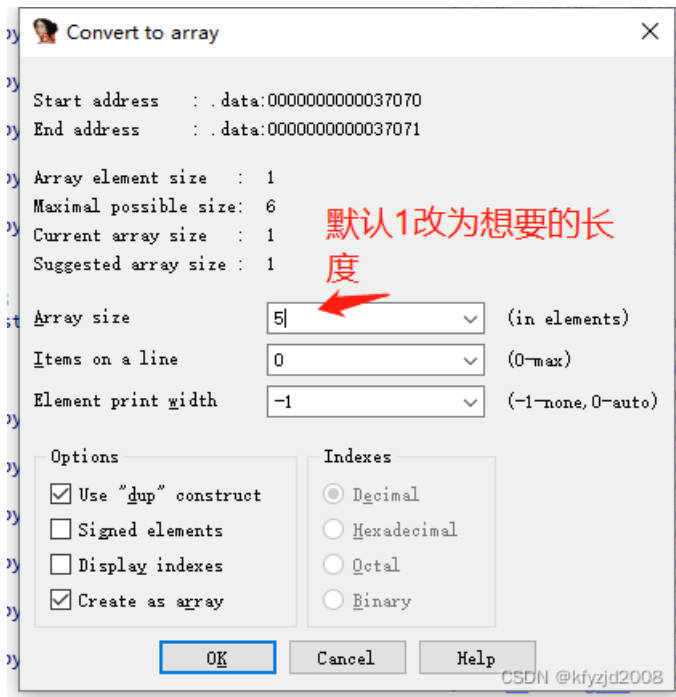 Convert to array
Start address : .data:0000000000037070
End address : .data:0000000000037071
Array element size : 1
Maximal possible size: 6
Current array size : 1
Suggested array size : 1
默认1改为想要的长
度
Array size 5 (in elements)
Items on a line 0 (0-max)
Element print width -1 (-1-none,0-auto)
Options
Use "dup" construct
Signed elements
Display indexes
Create as array
Indexes
Decimal
Hexadecimal
Octal
Binary
OK Cancel Help
CSDN @kfyzjd2008